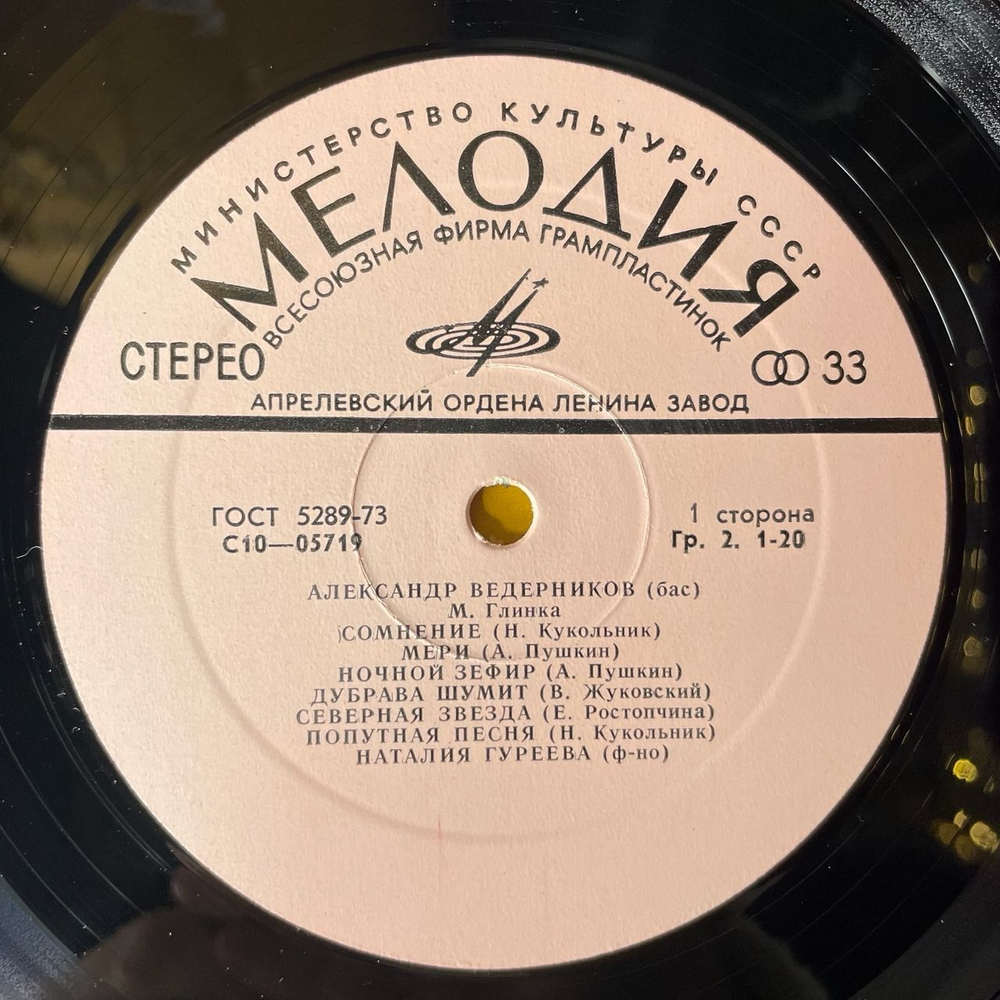 МИНИСТЕРСТВО КУЛЬТУРЫ СССР
МЕЛОДИЯ
ВСЕСОЮЗНАЯ ФИРМА ГРАМПЛАСТИНОК
СТЕРЕО
33
АПРЕЛЕВСКИЙ ОРДЕНА ЛЕНИНА ЗАВОД
ГОСТ 5289-73
С10—05719
1 сторона
Гр. 2. 1-20
АЛЕКСАНДР ВЕДЕРНИКОВ (бас)
М. Глинка
СОМНЕНИЕ (Н. Кукольник)
МЕРИ (А. Пушкин)
НОЧНОЙ ЗЕФИР (А. Пушкин)
ДУБРАВА ШУМИТ (В. Жуковский)
СЕВЕРНАЯ ЗВЕЗДА (Е. Ростопчина)
ПОПУТНАЯ ПЕСНЯ (Н. Кукольник)
НАТАЛИЯ ГУРЕЕВА (ф-но)